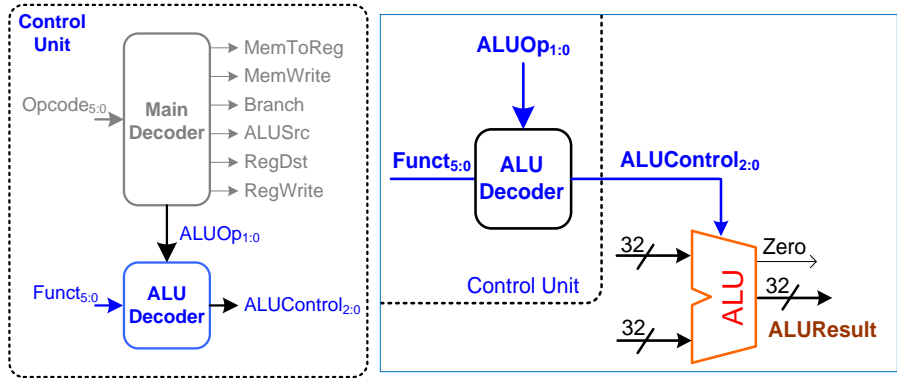 Control
Unit
MemToReg
MemWrite
Branch
ALUSrc
RegDst
RegWrite
Opcode5:0
Main
Decoder
ALUOp1:0
Funct5:0
ALU
Decoder
ALUControl2:0
ALUOp1:0
Funct5:0
ALU
Decoder
ALUControl2:0
Control Unit
32
32
ALU
Zero
32
ALUResult